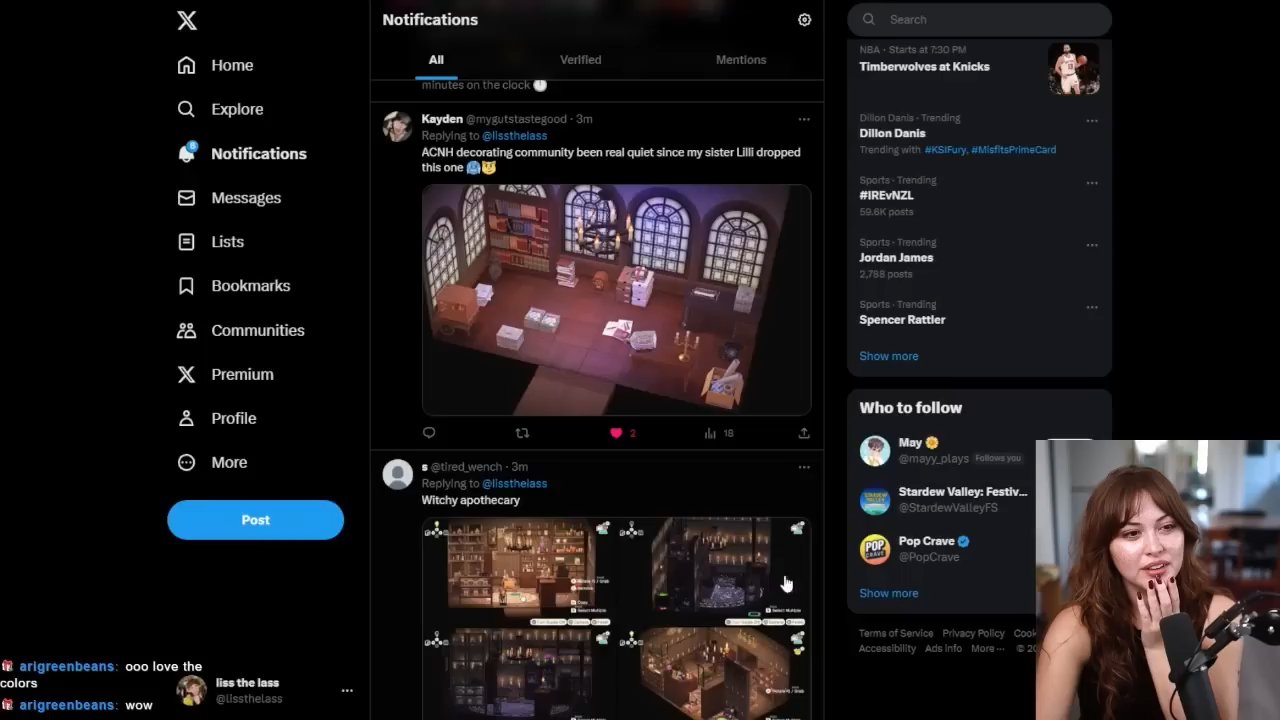 Home
Explore
6
Notifications
Messages
Lists
Bookmarks
Communities
Premium
Profile
More
Post
arigreenbeans: ooo love the
colors
arigreenbeans: wow
liss the lass
@lissthelass
Notifications
All
Verified
Mentions
minutes on the clock
Kayden @mygutstastegood · 3m
Replying to @lissthelass
ACNH decorating community been real quiet since my sister Lilli dropped
this one
2
18
s @tired_wench · 3m
Replying to @lissthelass
Witchy apothecary
Search
NBA · Starts at 7:30 PM
Timberwolves at Knicks
Dillon Danis · Trending
Dillon Danis
Trending with #KSIFury, #MisfitsPrimeCard
Sports · Trending
#IREvNZL
59.6K posts
Sports · Trending
Jordan James
2,798 posts
Sports · Trending
Spencer Rattler
Show more
Who to follow
May
@mayy_plays Follows you
Stardew Valley: Festiv...
@StardewValleyFS
POP CRAVE
Pop Crave
@PopCrave
Show more
Terms of Service Privacy Policy Cook
Accessibility Ads info More ··· © 20